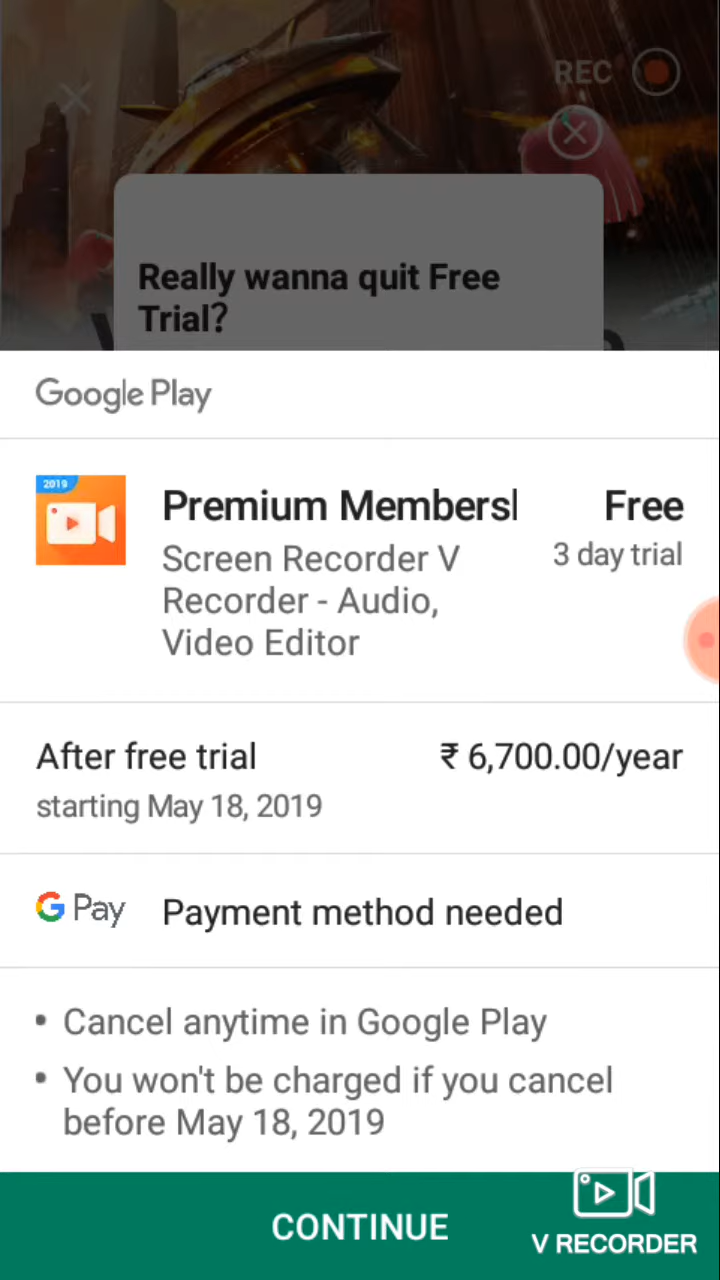 REC
Really wanna quit Free
Trial?
Google Play
2019
Premium Membersl
Free
Screen Recorder V
Recorder - Audio,
Video Editor
3 day trial
After free trial
₹ 6,700.00/year
starting May 18, 2019
G Pay
Payment method needed
• Cancel anytime in Google Play
• You won't be charged if you cancel
before May 18, 2019
CONTINUE
V RECORDER